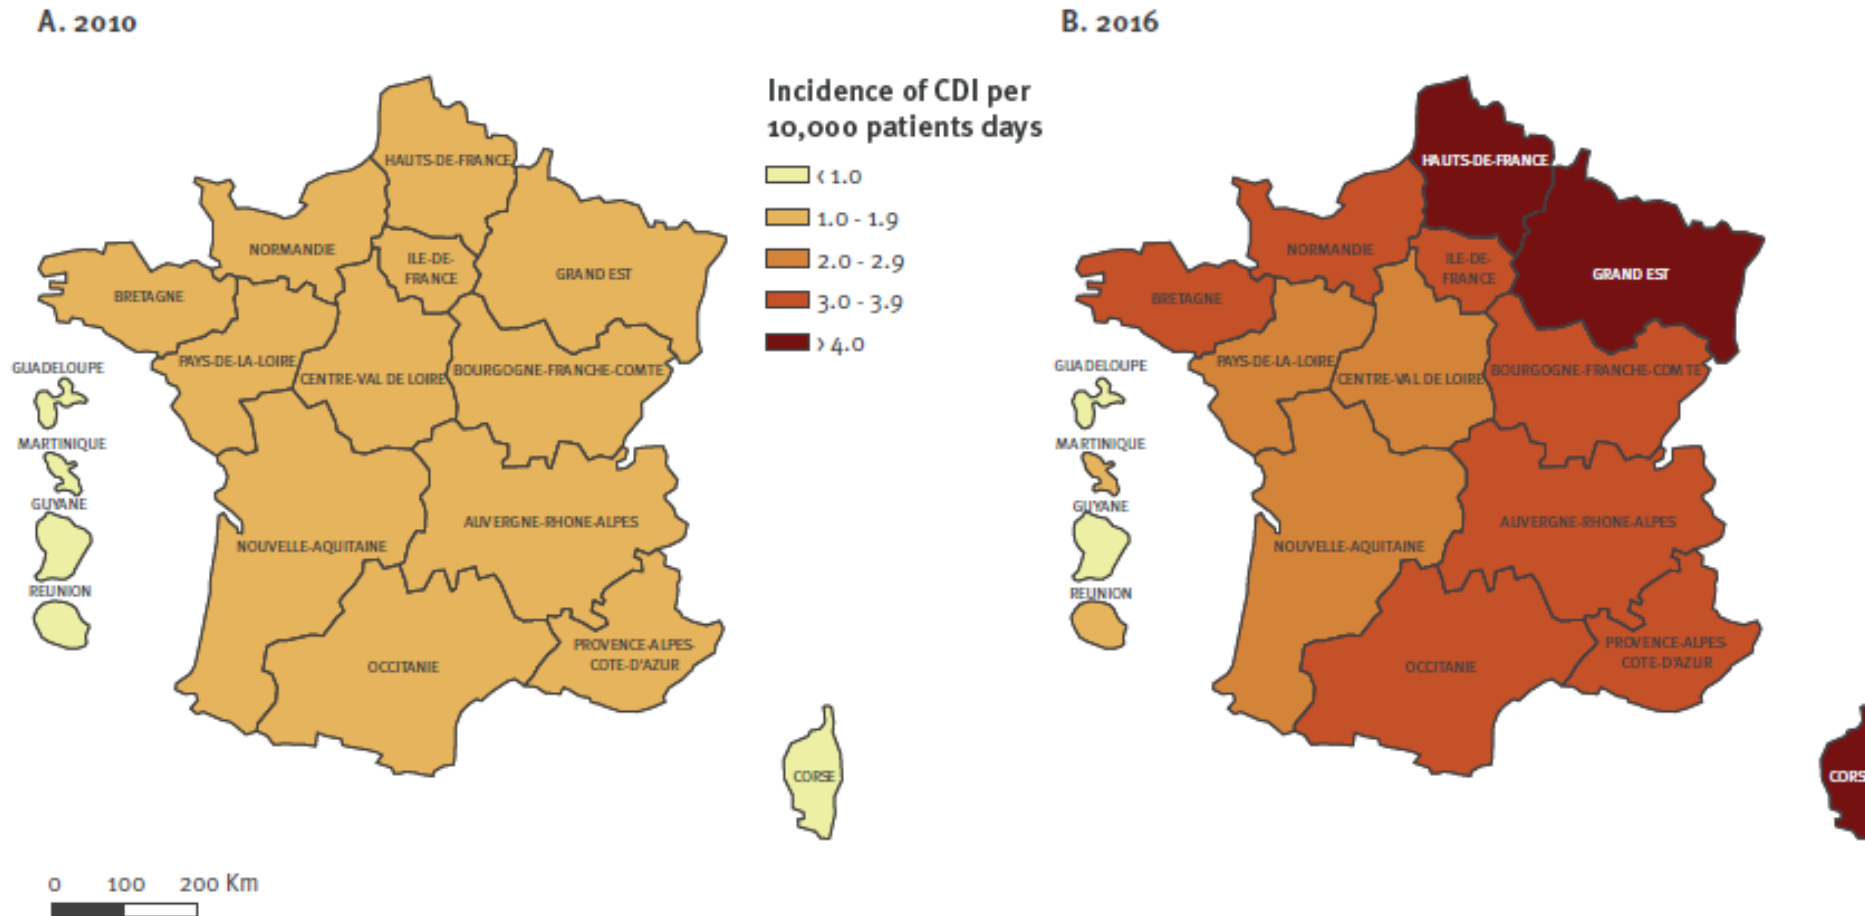 A. 2010
HAUTS-DE-FRANCE
NORMANDIE
ILE-DE-
FRANCE
GRAND EST
BRETAGNE
PAYS-DE-LA-LOIRE
CENTRE-VAL DE LOIRE
BOURGOGNE-FRANCHE-COMTE
GUADELOUPE
MARTINIQUE
GUYANE
REUNION
NOUVELLE-AQUITAINE
AUVERGNE-RHONE-ALPES
OCCITANIE
PROVENCE-ALPES-
COTE-D'AZUR
CORSE
0 100 200 Km
Incidence of CDI per
10,000 patients days
< 1.0
1.0 - 1.9
2.0 - 2.9
3.0 - 3.9
> 4.0
B. 2016
HAUTS-DE-FRANCE
NORMANDIE
ILE-DE-
FRANCE
GRAND EST
BRETAGNE
PAYS-DE-LA-LOIRE
CENTRE-VAL DE LOIRE
BOURGOGNE-FRANCHE-COMTE
GUADELOUPE
MARTINIQUE
GUYANE
REUNION
NOUVELLE-AQUITAINE
AUVERGNE-RHONE-ALPES
OCCITANIE
PROVENCE-ALPES-
COTE-D'AZUR
CORS